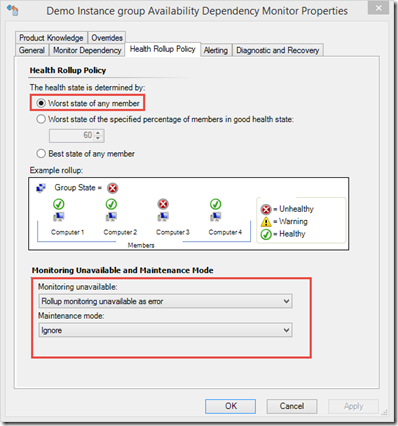 Demo Instance group Availability Dependency Monitor Properties
Product Knowledge Overrides
General Monitor Dependency Health Rollup Policy Alerting Diagnostic and Recovery
Health Rollup Policy
The health state is determined by:
Worst state of any member
Worst state of the specified percentage of members in good health state:
60
Best state of any member
Example rollup:
Group State =
= Unhealthy
= Warning
= Healthy
Computer 1 Computer 2 Computer 3 Computer 4
Members
Monitoring Unavailable and Maintenance Mode
Monitoring unavailable:
Rollup monitoring unavailable as error
Maintenance mode:
Ignore
OK Cancel Apply